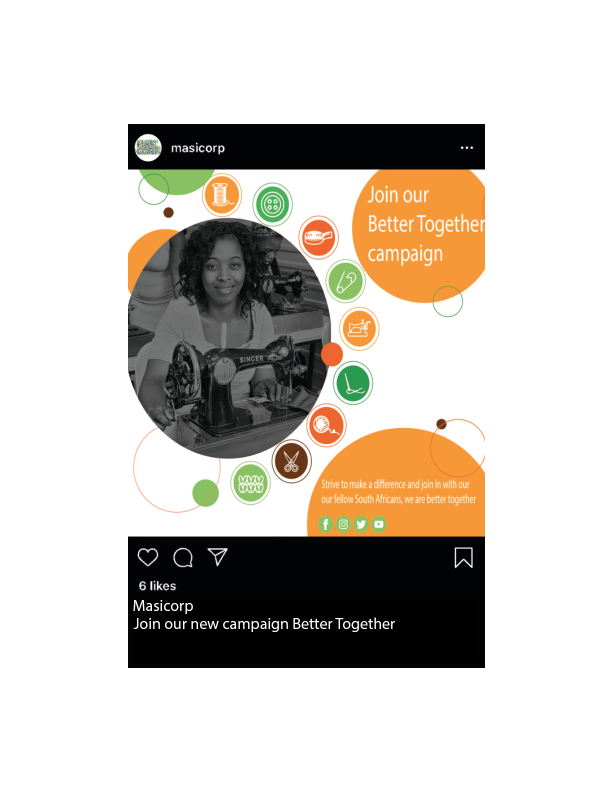 masicorp
Join our
Better Together
campaign
SINGER
Strive to make a difference and join in with our
our fellow South Africans, we are better together
6 likes
Masicorp
Join our new campaign Better Together